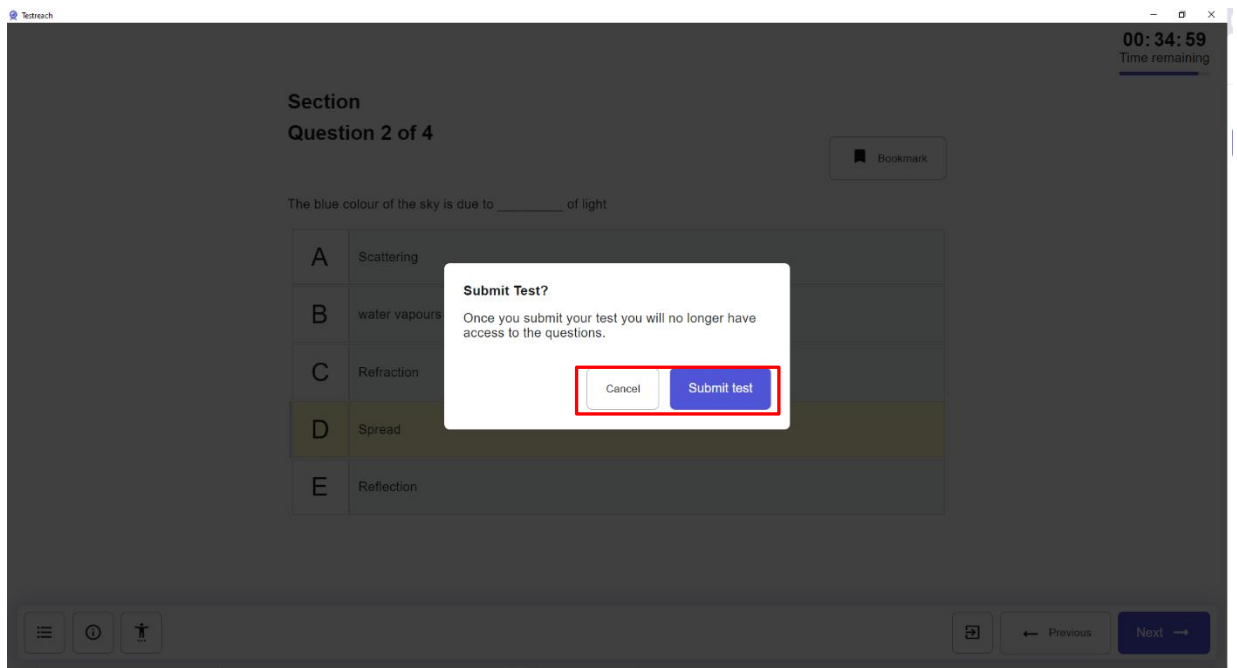 Testreach
00:34:59
Time remaining
Section
Question 2 of 4
Bookmark
The blue colour of the sky is due to _________ of light
A Scattering
B water vapours
C Refraction
D Spread
E Reflection
Submit Test?
Once you submit your test you will no longer have
access to the questions.
Cancel Submit test
Previous Next